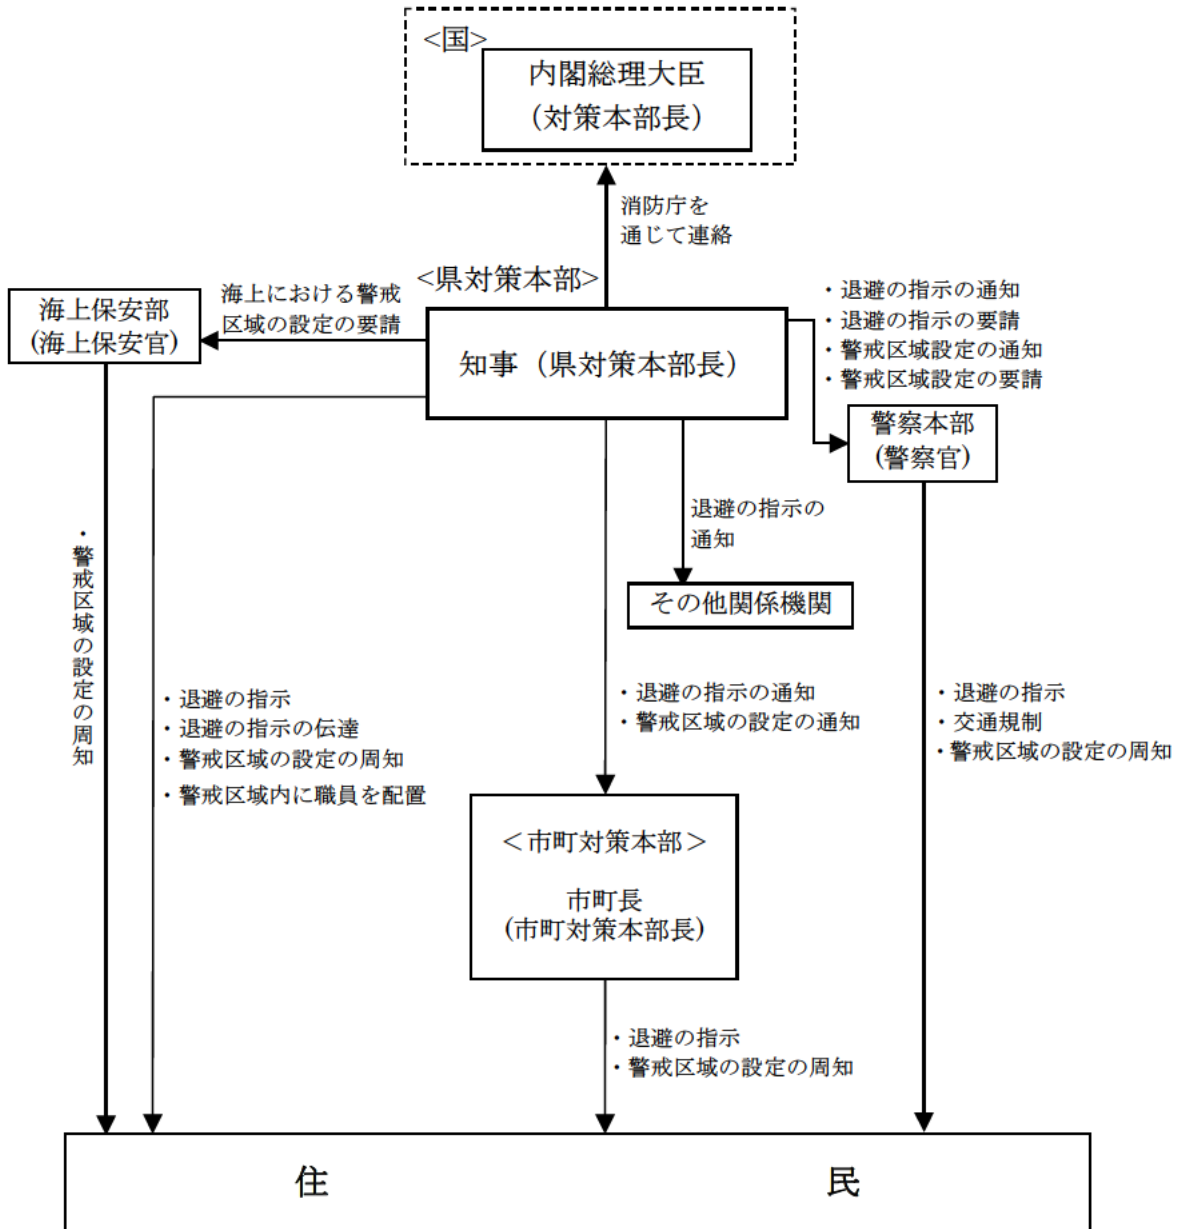 <国>
内閣総理大臣
（対策本部長）
消防庁を
通じて連絡
<県対策本部>
海上における警戒
区域の設定の要請
海上保安部
(海上保安官)
知事（県対策本部長）
・退避の指示の通知
・退避の指示の要請
・警戒区域設定の通知
・警戒区域設定の要請
警察本部
(警察官)
退避の指示の
通知
その他関係機関
・警戒区域の設定の周知
・退避の指示
・退避の指示の伝達
・警戒区域の設定の周知
・警戒区域内に職員を配置
・退避の指示の通知
・警戒区域の設定の通知
・退避の指示
・交通規制
・警戒区域の設定の周知
＜市町対策本部＞
市町長
(市町対策本部長)
・退避の指示
・警戒区域の設定の周知
住民